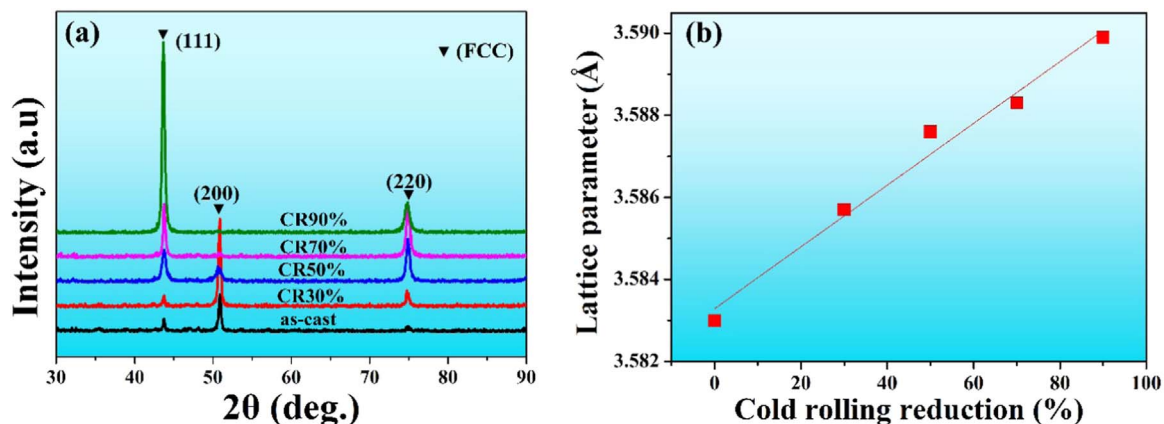 (a)
(111)
▼(FCC)
(200)
(220)
CR90%
CR70%
CR50%
CR30%
as-cast
Intensity (a.u)
30 40 50 60 70 80 90
2θ (deg.)
(b)
3.590
3.588
3.586
3.584
3.582
Lattice parameter (Å)
0 20 40 60 80 100
Cold rolling reduction (%)